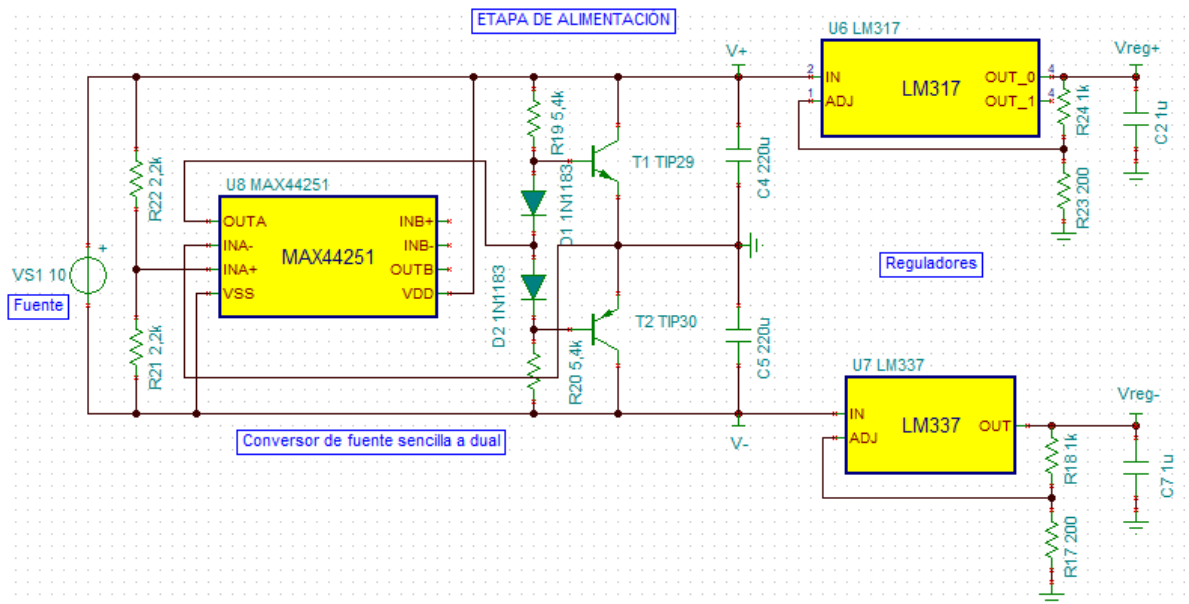 ETAPA DE ALIMENTACIÓN
V+
U6 LM317
2 IN
OUT_0 4
LM317
1 ADJ
OUT_1 4
Vreg+
R24 1k
C2 1u
R23 200
R22 2,2k
R19 5,4k
T1 TIP29
C4 220u
D1 1N1183
U8 MAX44251
OUTA
INB+
INA-
INB-
MAX44251
INA+
OUTB
VSS
VDD
VS1 10
+
Fuente
Reguladores
R21 2,2k
D2 1N1183
T2 TIP30
R20 5,4k
C5 220u
Conversor de fuente sencilla a dual
V-
U7 LM337
IN
LM337
OUT
ADJ
Vreg-
R18 1k
C7 1u
R17 200